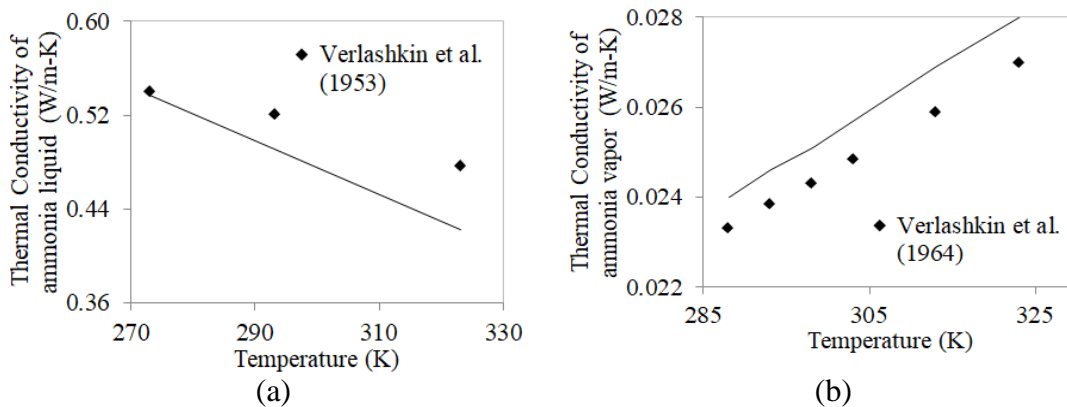 Thermal Conductivity of
ammonia liquid (W/m-K)
0.60
0.52
0.44
0.36
270
293
310
330
Temperature (K)
Verlashkin et al.
(1953)
(a)
Thermal Conductivity of
ammonia vapor (W/m-K)
0.028
0.026
0.024
0.022
285
305
325
Temperature (K)
Verlashkin et al.
(1964)
(b)